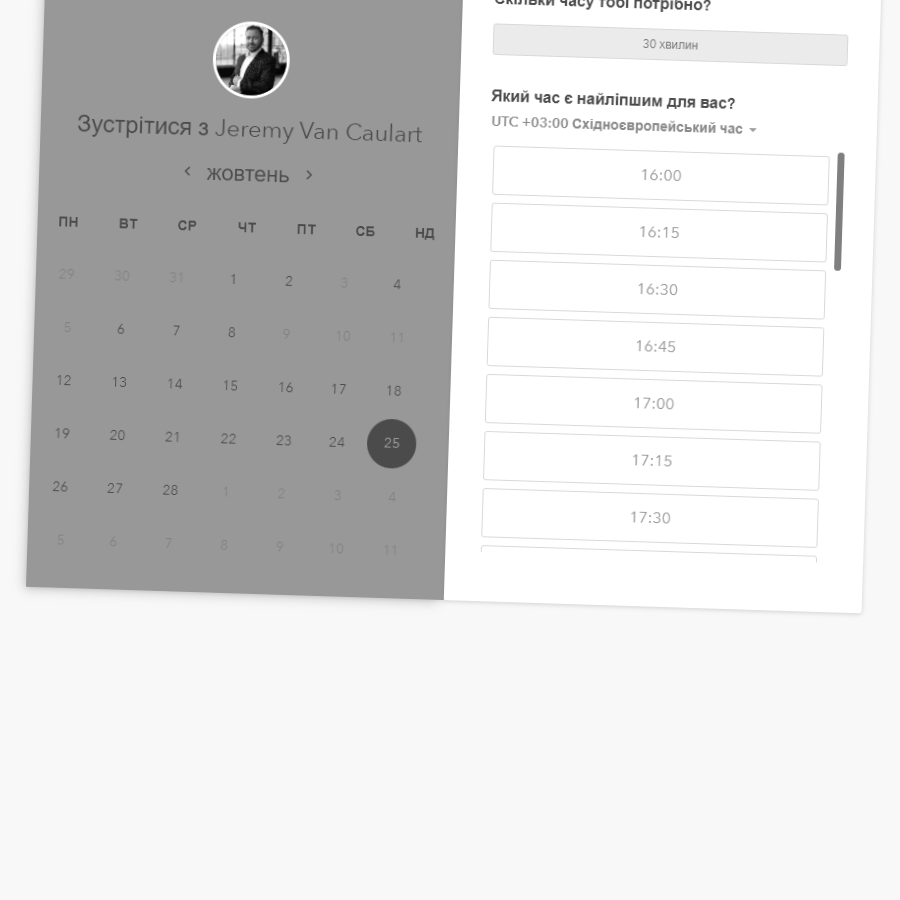 Зустрітися з Jeremy Van Caulart
жовтень
ПН ВТ СР ЧТ ПТ СБ НД
29 30 31 1 2 3 4
5 6 7 8 9 10 11
12 13 14 15 16 17 18
19 20 21 22 23 24 25
26 27 28 1 2 3 4
5 6 7 8 9 10 11
Скільки часу тобі потрібно?
30 хвилин
Який час є найліпшим для вас?
UTC +03:00 Східноєвропейський час
16:00
16:15
16:30
16:45
17:00
17:15
17:30